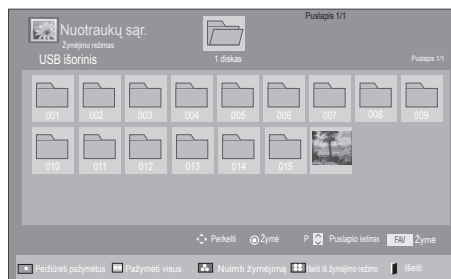 Puslapis 1/1
Nuotraukų sąr.
Žymėjimo režimas
USB išorinis
1 diskas
Puslapis 1/1
001 002 003 004 005 006 007 008 009
010 011 012 013 014 015
Perkelti Žymė P Puslapio keitimas FAV Žymė
Peržiūrėti pažymėtus Pažymėti visus Nuimti žymėjimą Išeiti iš žymėjimo režimo Išeiti